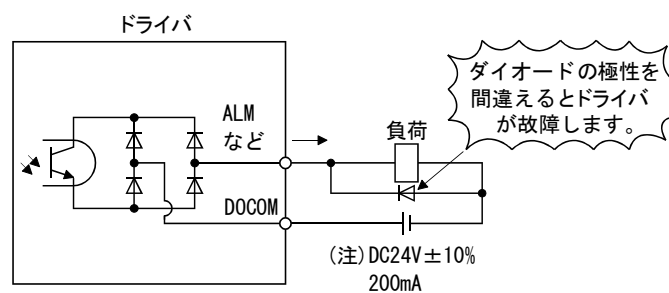 ドライバ
ALM
など
DOCOM
負荷
ダイオードの極性を
間違えるとドライバ
が故障します。
(注)DC24V±10%
200mA